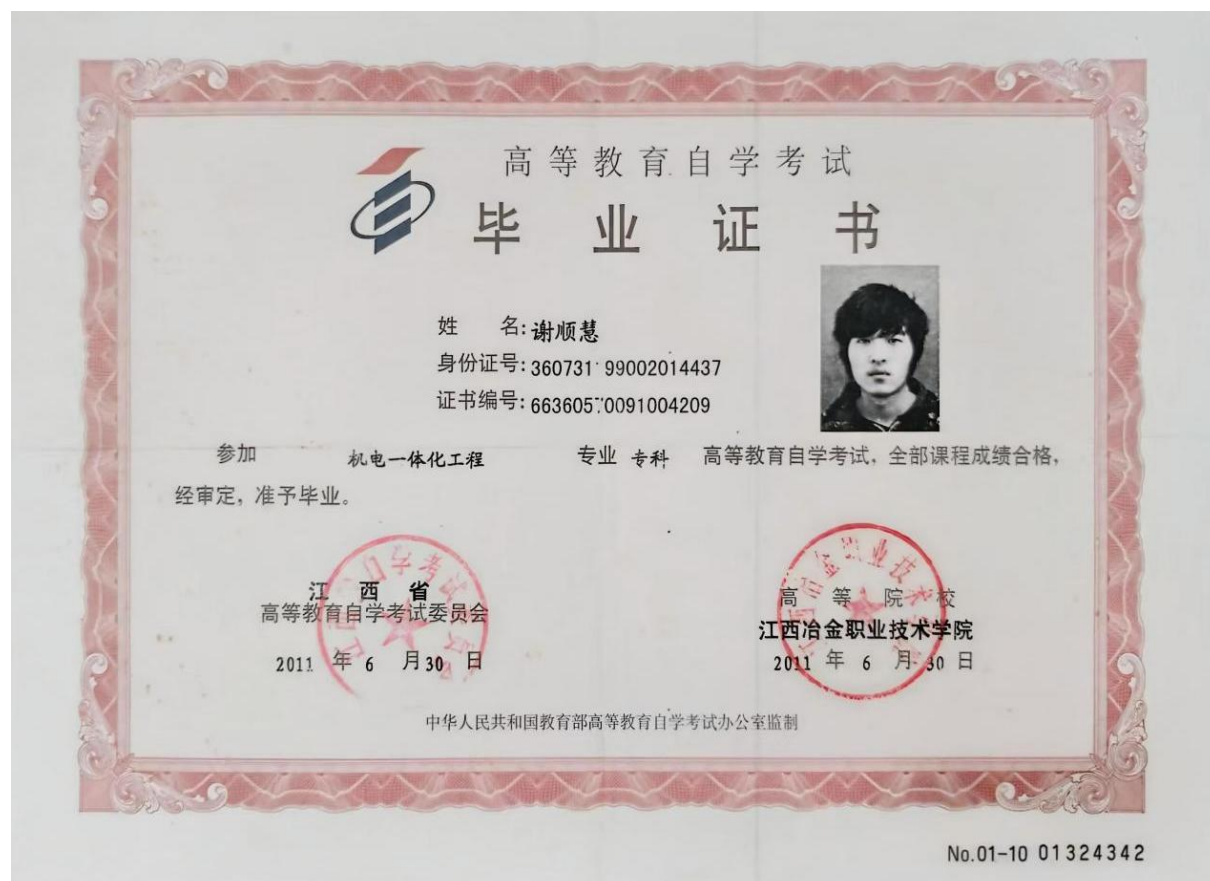 高等教育自学考试
毕业证书
姓 名:谢顺慧
身份证号:360731199002014437
证书编号:663605110091004209
参加 机电一体化工程 专业 专科 高等教育自学考试，全部课程成绩合格，
经审定，准予毕业。
江西省
高等教育自学考试委员会
2011 年 6 月 30 日
高等院校
江西冶金职业技术学院
2011 年 6 月 30 日
中华人民共和国教育部高等教育自学考试办公室监制
No.01-10 01324342